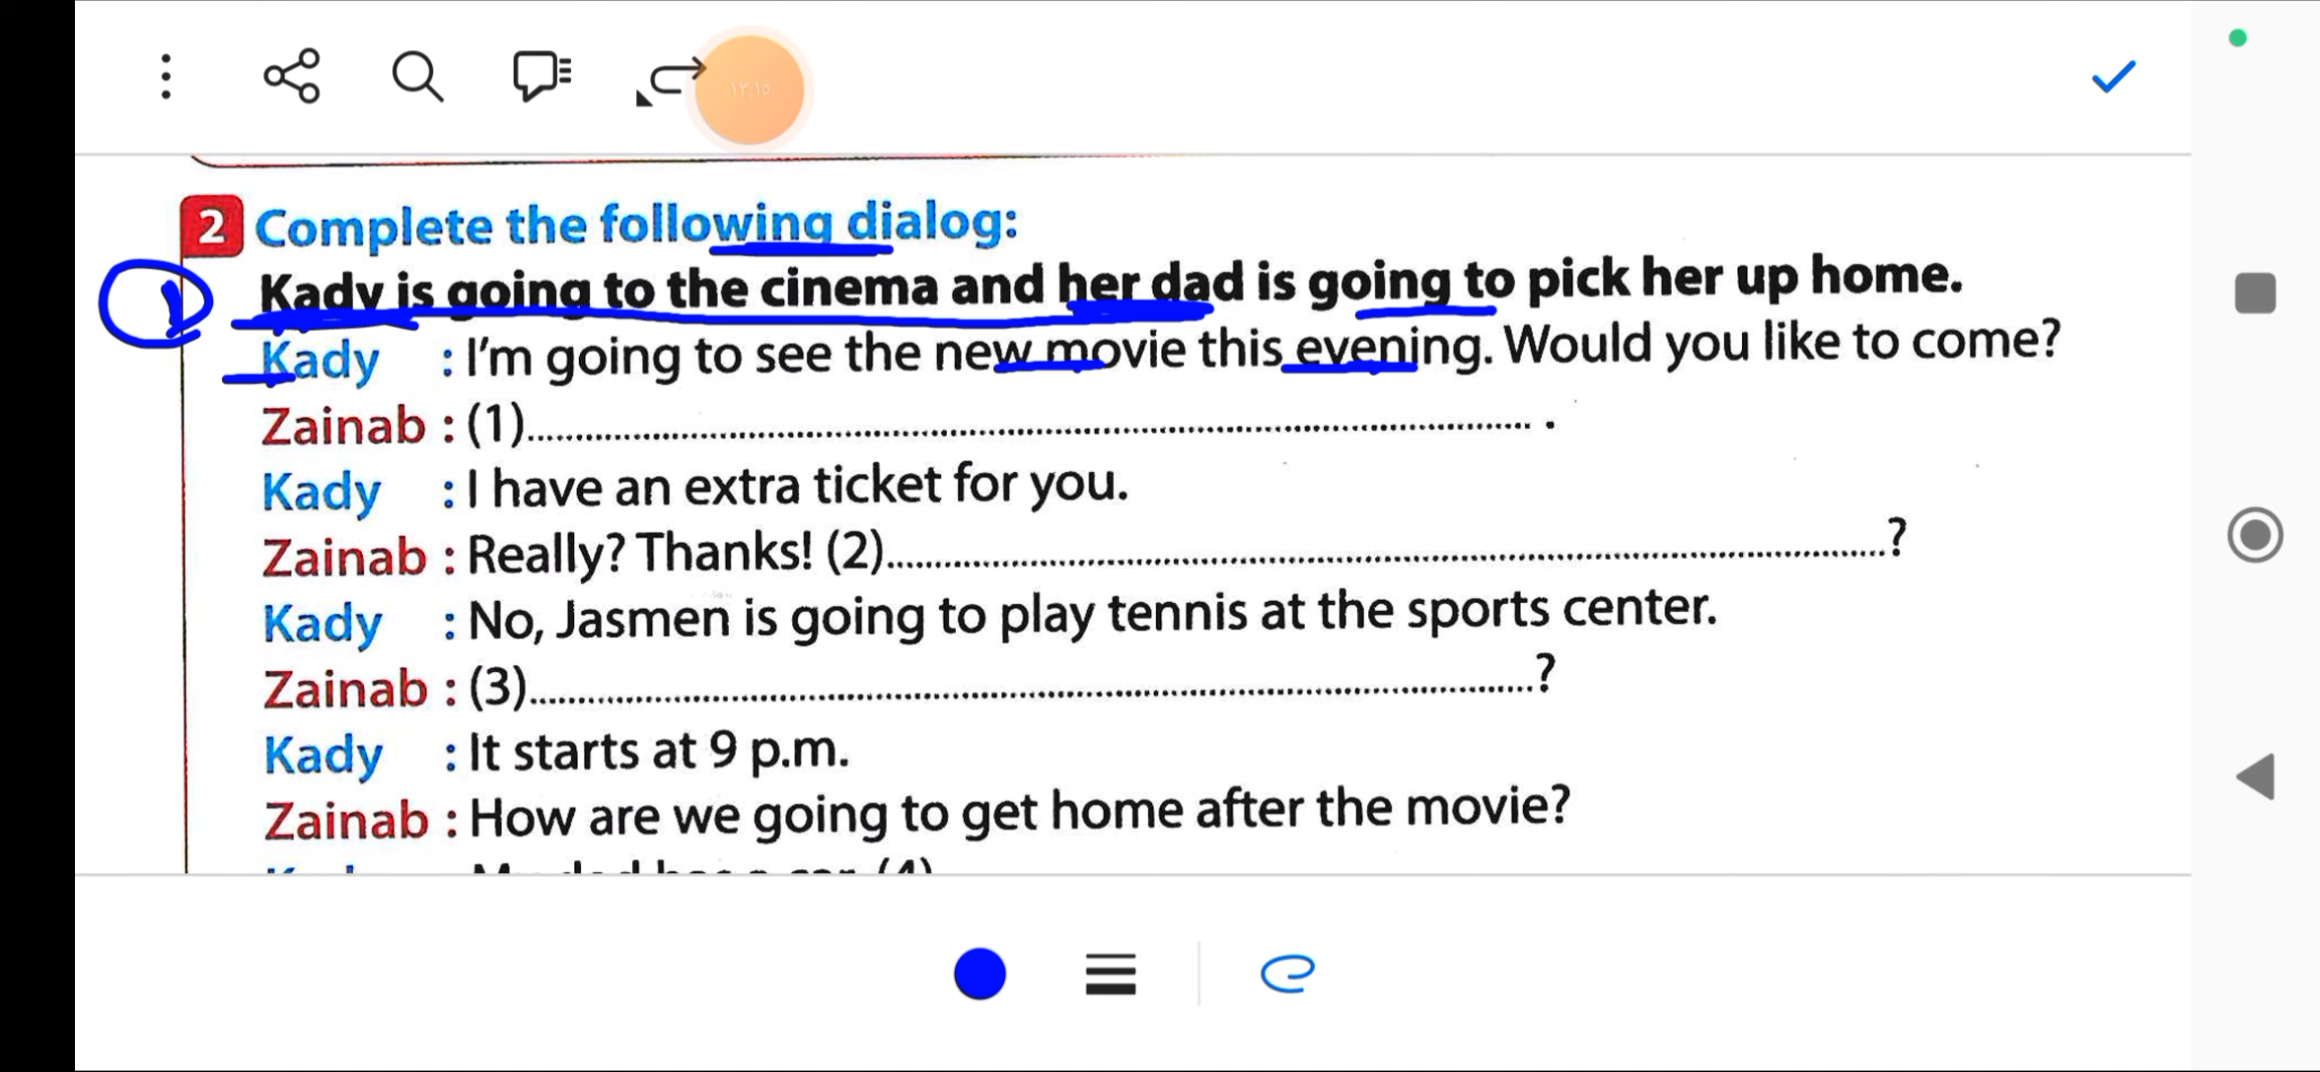 ١٢:١٥
2 Complete the following dialog:
Kady is going to the cinema and her dad is going to pick her up home.
Kady : I'm going to see the new movie this evening. Would you like to come?
Zainab : (1).......................................................................... .
Kady : I have an extra ticket for you.
Zainab : Really? Thanks! (2)..........................................................................?
Kady : No, Jasmen is going to play tennis at the sports center.
Zainab : (3)..........................................................................?
Kady : It starts at 9 p.m.
Zainab : How are we going to get home after the movie?